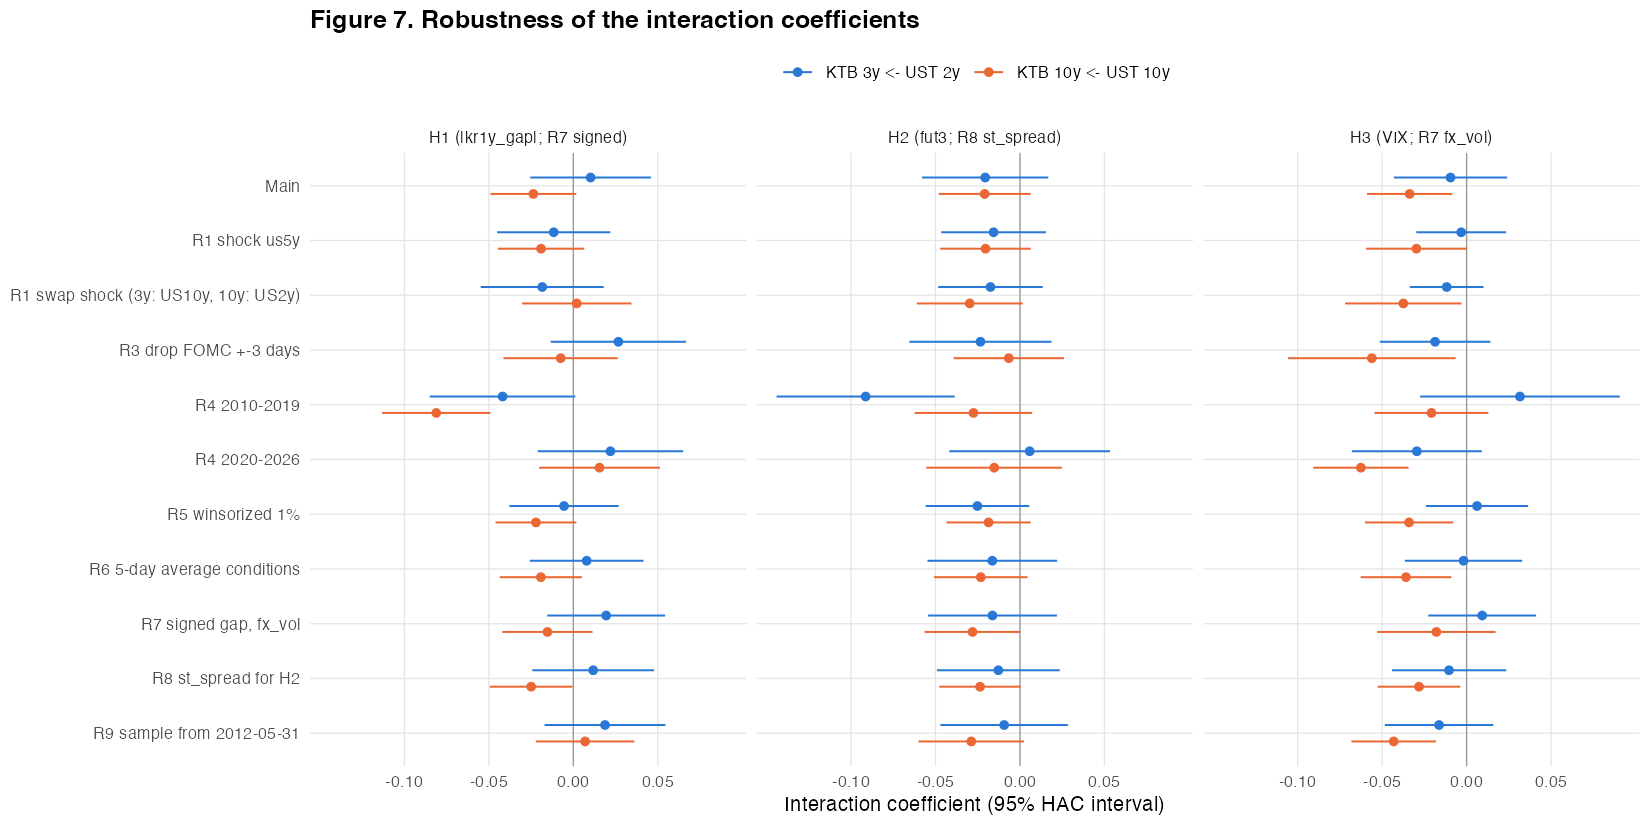 Figure 7. Robustness of the interaction coefficients
KTB 3y <- UST 2y KTB 10y <- UST 10y
H1 (|kr1y_gap|; R7 signed) H2 (fut3; R8 st_spread) H3 (VIX; R7 fx_vol)
Main
R1 shock us5y
R1 swap shock (3y: US10y, 10y: US2y)
R3 drop FOMC +-3 days
R4 2010-2019
R4 2020-2026
R5 winsorized 1%
R6 5-day average conditions
R7 signed gap, fx_vol
R8 st_spread for H2
R9 sample from 2012-05-31
-0.10 -0.05 0.00 0.05 -0.10 -0.05 0.00 0.05 -0.10 -0.05 0.00 0.05
Interaction coefficient (95% HAC interval)